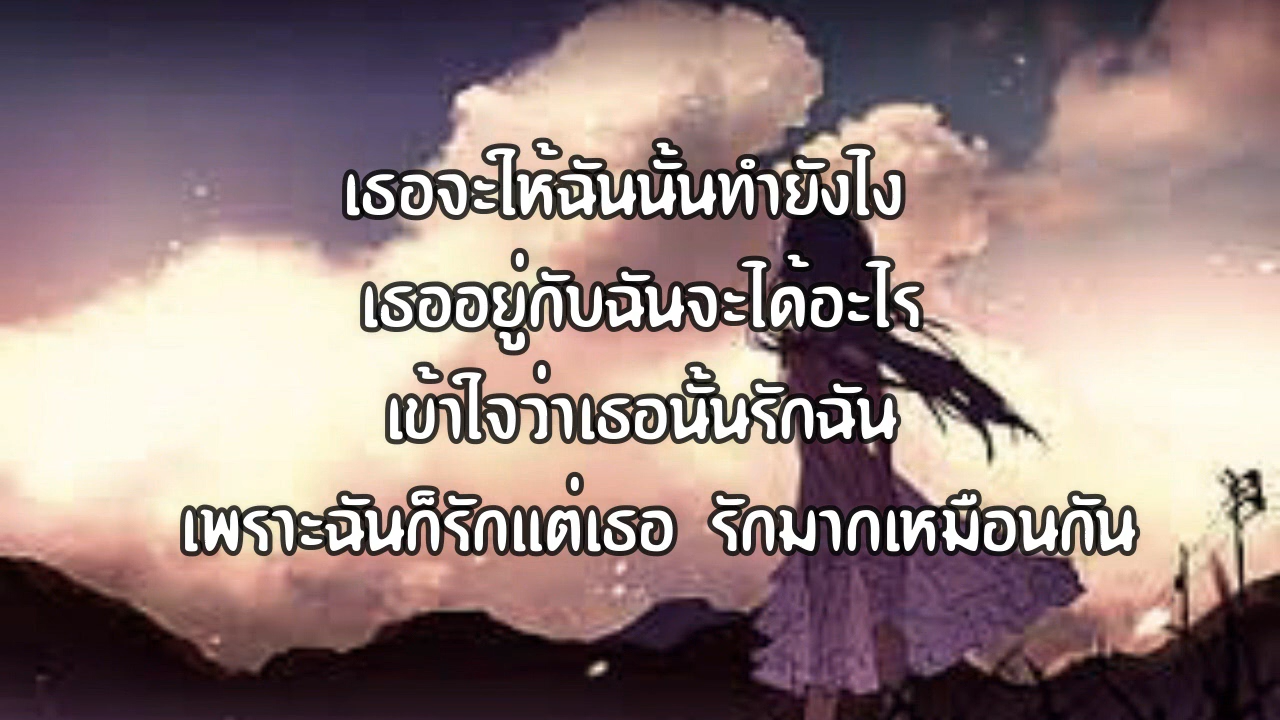 เธอจะให้ฉันนั้นทำยังไง
เธออยู่กับฉันจะได้อะไร
เข้าใจว่าเธอนั้นรักฉัน
เพราะฉันก็รักแต่เธอ รักมากเหมือนกัน